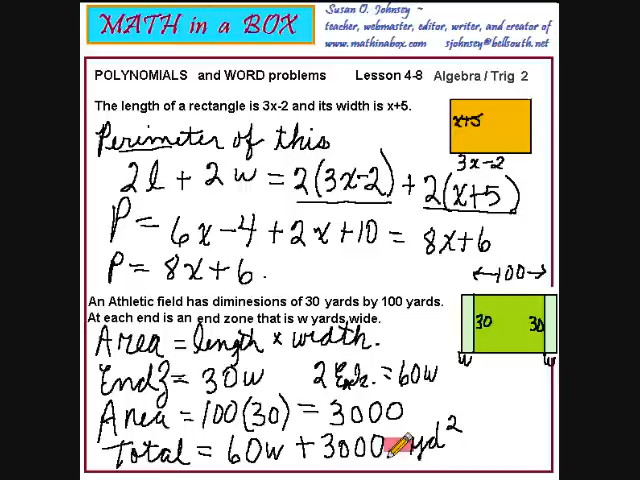 MATH in a BOX
Susan O. Johnsey ~
teacher, webmaster, editor, writer, and creator of
www.mathinabox.com sjohnsey@bellsouth.net
POLYNOMIALS and WORD problems Lesson 4-8 Algebra / Trig 2
The length of a rectangle is 3x-2 and its width is x+5.
x+5
3x-2
Perimeter of this
2l + 2w = 2(3x-2) + 2(x+5)
P = 6x-4 + 2x+10 = 8x+6
P = 8x+6.
100
An Athletic field has diminesions of 30 yards by 100 yards.
At each end is an end zone that is w yards wide.
30 30
w w
Area = length × width.
Endz = 30w 2 Endz. = 60w
Area = 100(30) = 3000
Total = 60w + 3000 yd²